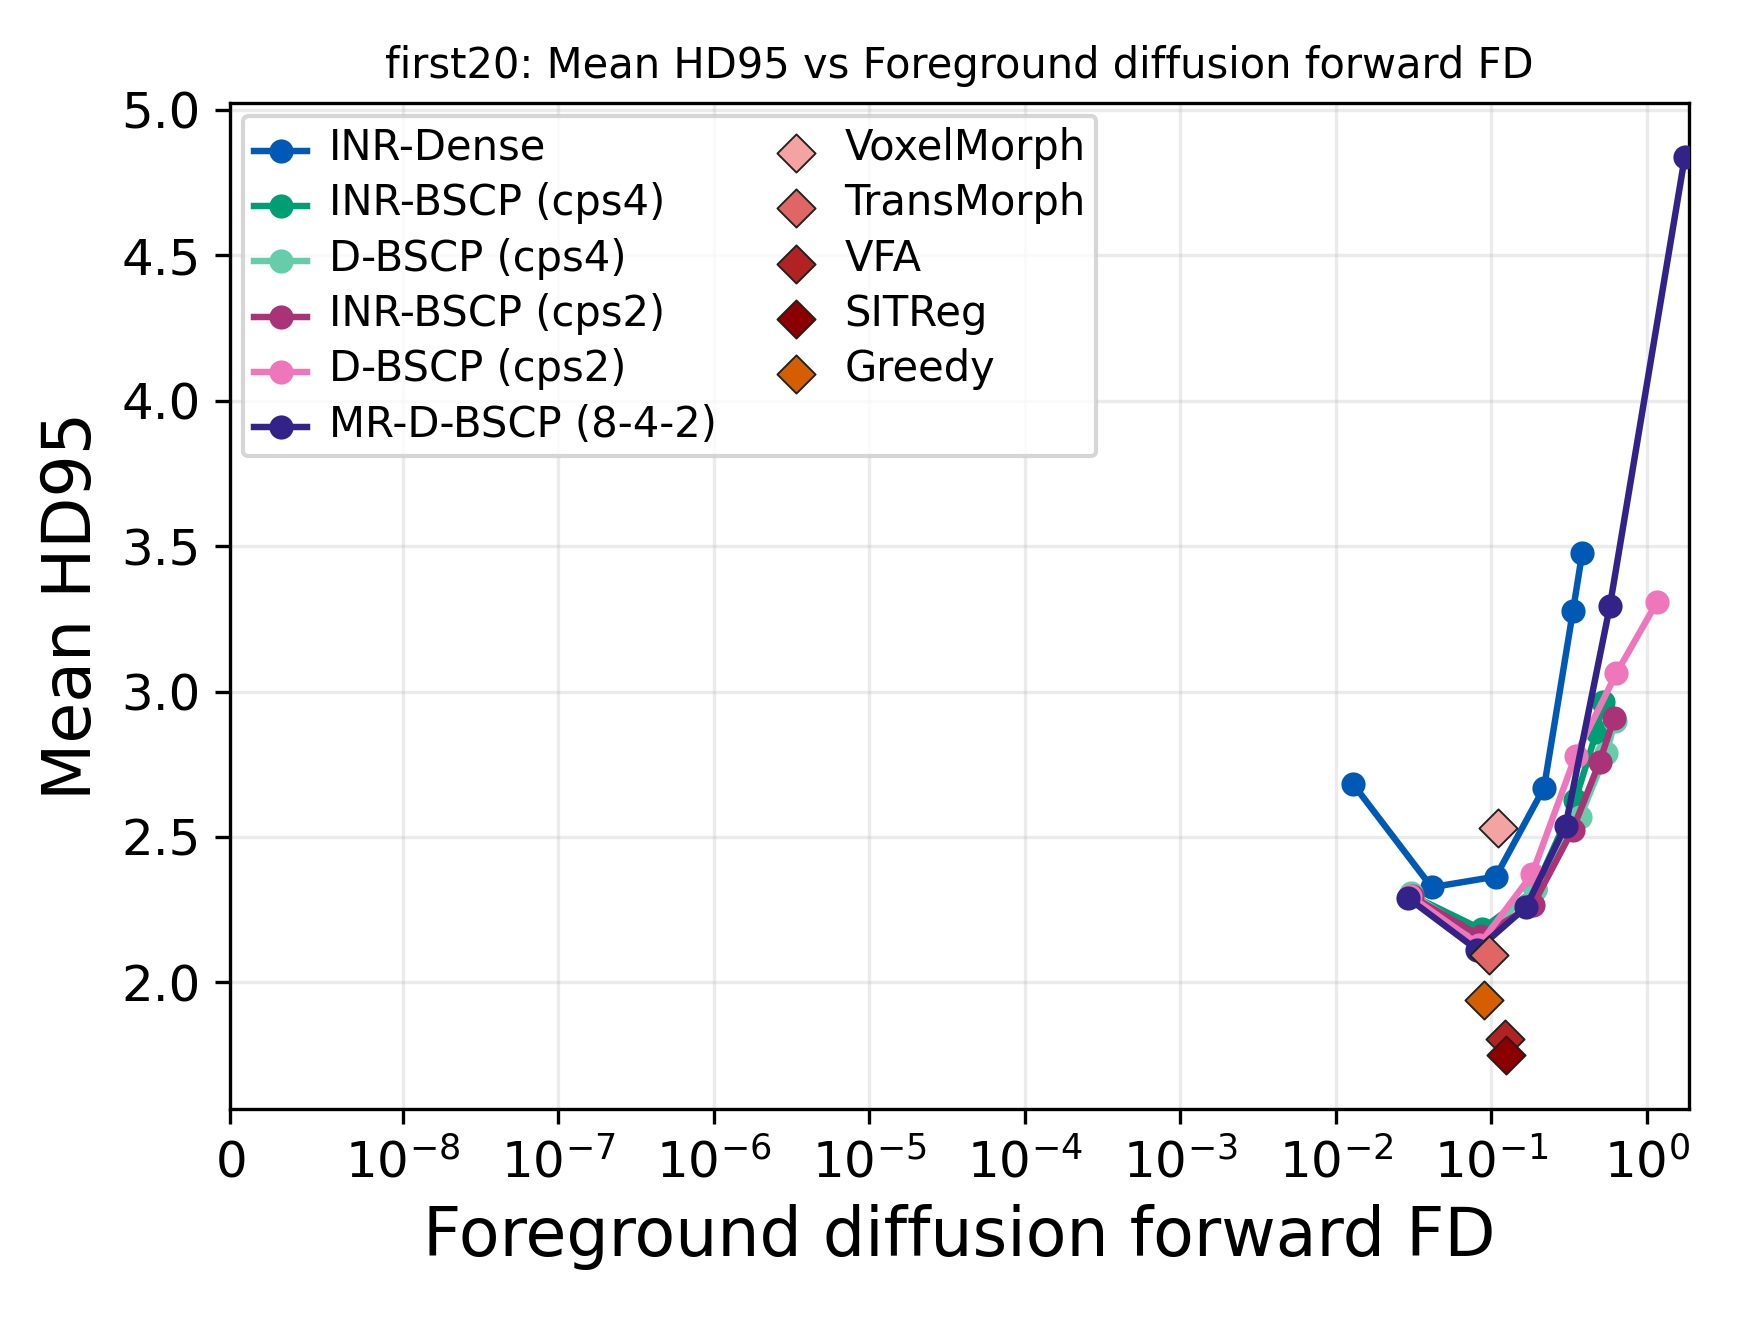 first20: Mean HD95 vs Foreground diffusion forward FD
5.0
4.5
4.0
3.5
3.0
2.5
2.0
Mean HD95
INR-Dense
INR-BSCP (cps4)
D-BSCP (cps4)
INR-BSCP (cps2)
D-BSCP (cps2)
MR-D-BSCP (8-4-2)
VoxelMorph
TransMorph
VFA
SITReg
Greedy
0 10⁻⁸ 10⁻⁷ 10⁻⁶ 10⁻⁵ 10⁻⁴ 10⁻³ 10⁻² 10⁻¹ 10⁰
Foreground diffusion forward FD